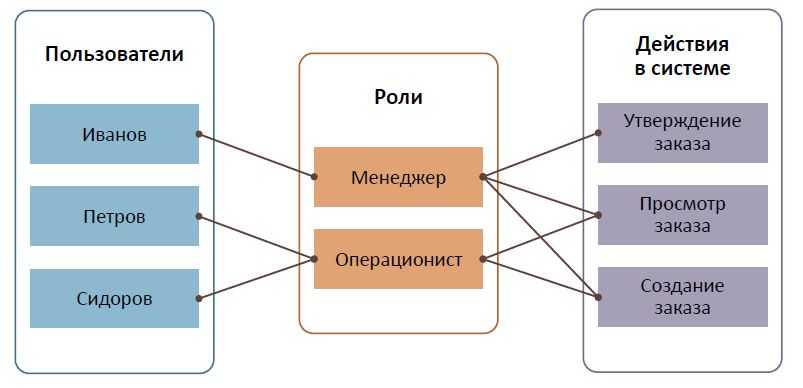 Пользователи
Иванов
Петров
Сидоров
Роли
Менеджер
Операционист
Действия
в системе
Утверждение
заказа
Просмотр
заказа
Создание
заказа